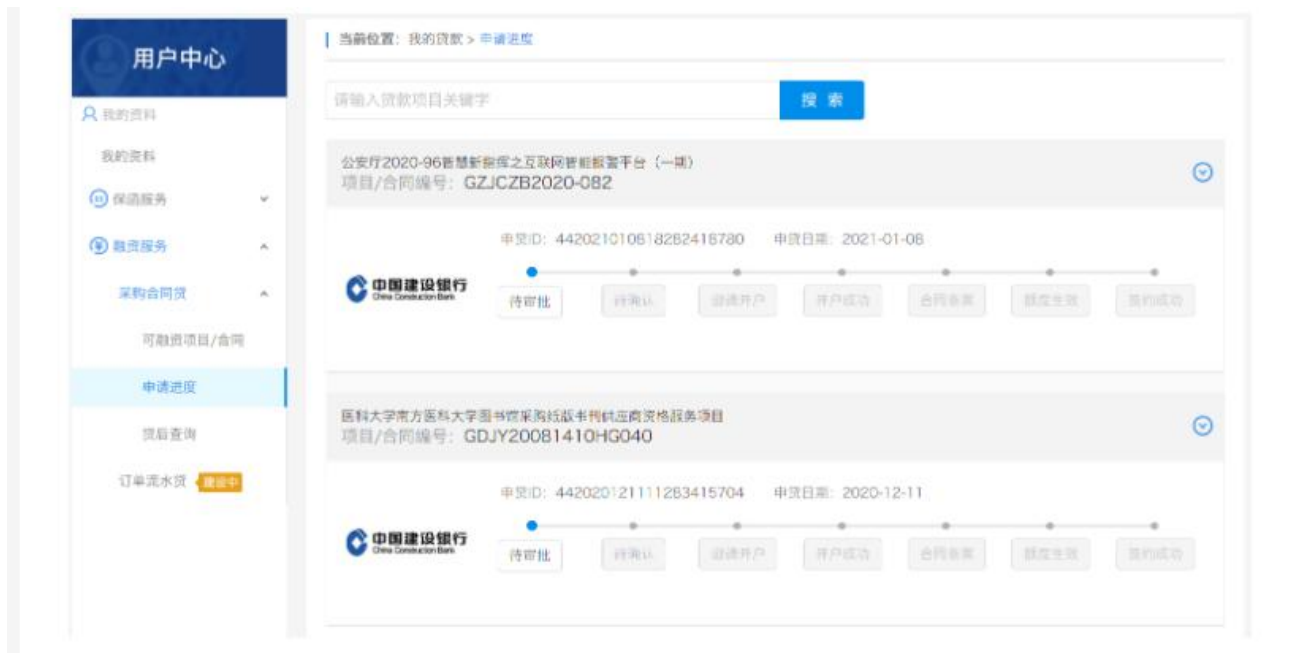 用户中心
当前位置：我的贷款 > 申请进度
请输入贷款项目关键字
搜 索
我的资料
我的资料
保函服务
融资服务
采购合同贷
可融资项目/合同
申请进度
贷后查询
订单流水贷 建设中
公安厅2020-96智慧新指挥之互联网智能报警平台（一期）
项目/合同编号：GZJCZB2020-082
申贷ID：442021010618282416780 申贷日期：2021-01-08
中国建设银行
China Construction Bank
待审批 待确认 邀请开户 开户成功 合同备案 额度生效 签约成功
医科大学南方医科大学图书馆采购纸版书刊供应商资格服务项目
项目/合同编号：GDJY20081410HG040
申贷ID：442020121111283415704 申贷日期：2020-12-11
中国建设银行
China Construction Bank
待审批 待确认 邀请开户 开户成功 合同备案 额度生效 签约成功